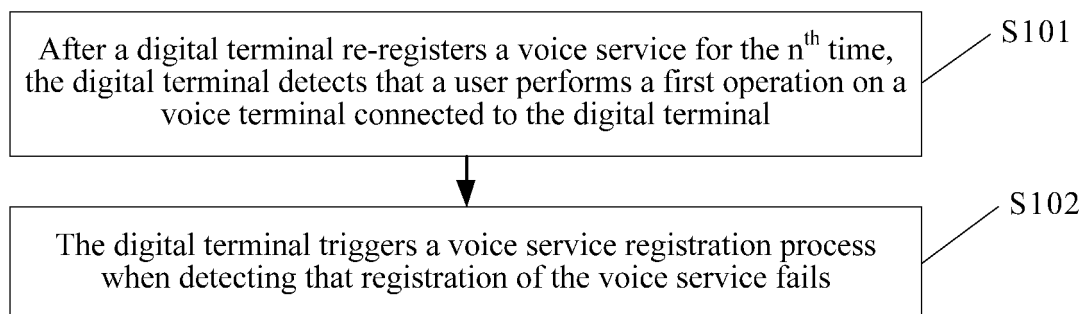 After a digital terminal re-registers a voice service for the nth time,
the digital terminal detects that a user performs a first operation on a
voice terminal connected to the digital terminal
S101
The digital terminal triggers a voice service registration process
when detecting that registration of the voice service fails
S102